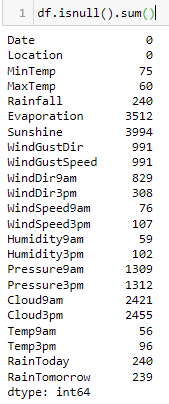 1 df.isnull().sum()
Date 0
Location 0
MinTemp 75
MaxTemp 60
Rainfall 240
Evaporation 3512
Sunshine 3994
WindGustDir 991
WindGustSpeed 991
WindDir9am 829
WindDir3pm 308
WindSpeed9am 76
WindSpeed3pm 107
Humidity9am 59
Humidity3pm 102
Pressure9am 1309
Pressure3pm 1312
Cloud9am 2421
Cloud3pm 2455
Temp9am 56
Temp3pm 96
RainToday 240
RainTomorrow 239
dtype: int64